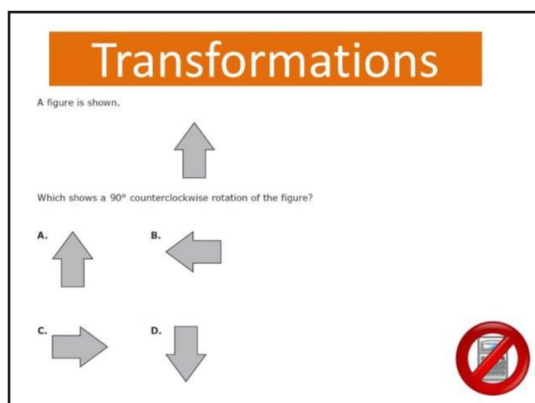 Transformations
A figure is shown.
Which shows a 90° counterclockwise rotation of the figure?
A. B.
C. D.